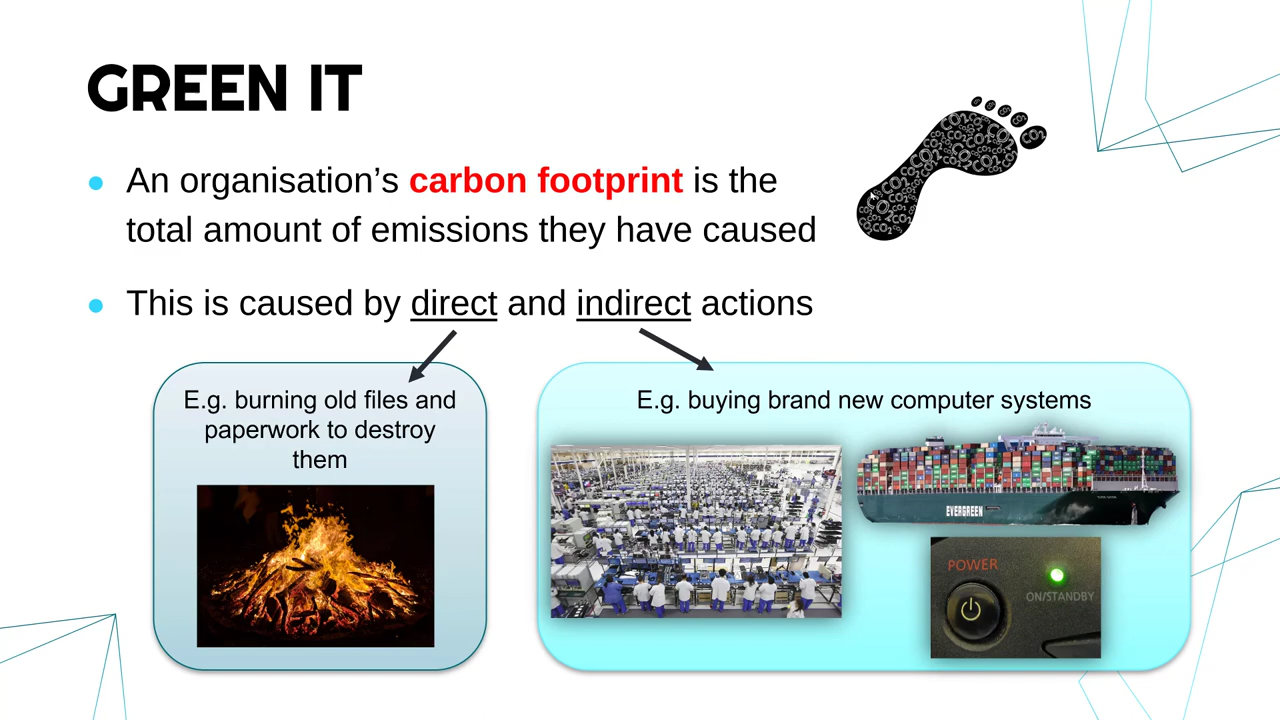 GREEN IT
An organisation's carbon footprint is the
total amount of emissions they have caused
This is caused by direct and indirect actions
E.g. burning old files and
paperwork to destroy
them
E.g. buying brand new computer systems
EVERGREEN
POWER
ON/STANDBY